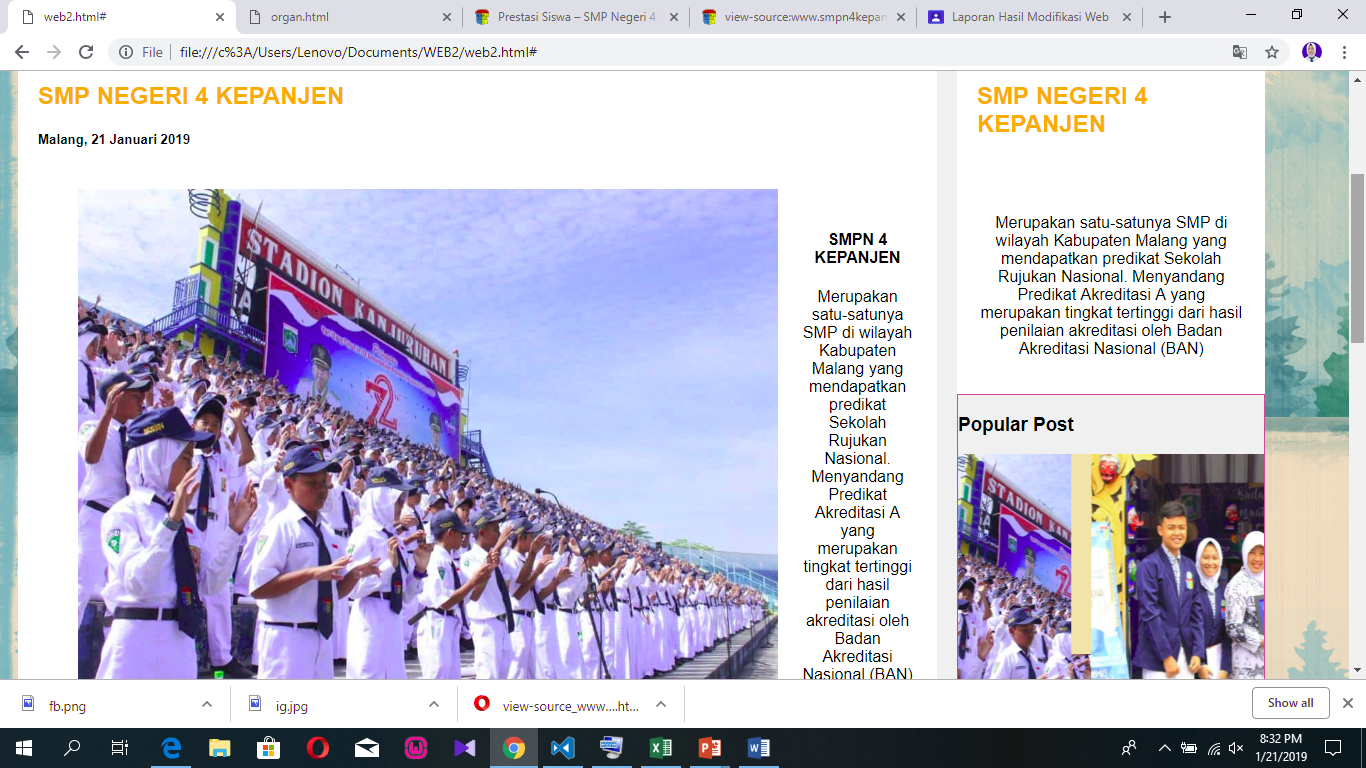 web2.html#
organ.html
Prestasi Siswa – SMP Negeri 4
view-source:www.smpn4kepan
Laporan Hasil Modifikasi Web
File
file:///c%3A/Users/Lenovo/Documents/WEB2/web2.html#
SMP NEGERI 4 KEPANJEN
Malang, 21 Januari 2019
STADION KANJURUHAN
SMPN 4
KEPANJEN
Merupakan
satu-satunya
SMP di wilayah
Kabupaten
Malang yang
mendapatkan
predikat
Sekolah
Rujukan
Nasional.
Menyandang
Predikat
Akreditasi A
yang
merupakan
tingkat tertinggi
dari hasil
penilaian
akreditasi oleh
Badan
Akreditasi
Nasional (BAN)
SMP NEGERI 4
KEPANJEN
Merupakan satu-satunya SMP di
wilayah Kabupaten Malang yang
mendapatkan predikat Sekolah
Rujukan Nasional. Menyandang
Predikat Akreditasi A yang
merupakan tingkat tertinggi dari hasil
penilaian akreditasi oleh Badan
Akreditasi Nasional (BAN)
Popular Post
STADION KAN
fb.png
ig.jpg
view-source_www....ht...
Show all
8:32 PM
1/21/2019